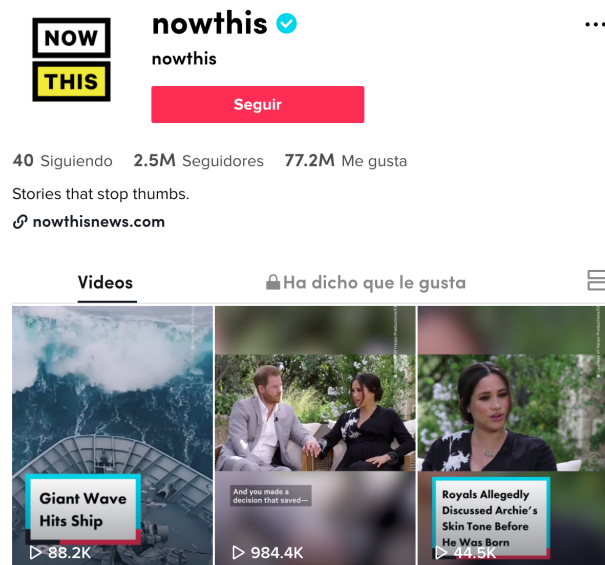 NOW
THIS
nowthis
nowthis
Seguir
40 Siguiendo 2.5M Seguidores 77.2M Me gusta
Stories that stop thumbs.
nowthisnews.com
Videos
Ha dicho que le gusta
Giant Wave
Hits Ship
88.2K
And you made a
decision that saved—
984.4K
Royals Allegedly
Discussed Archie's
Skin Tone Before
He Was Born
44.5K